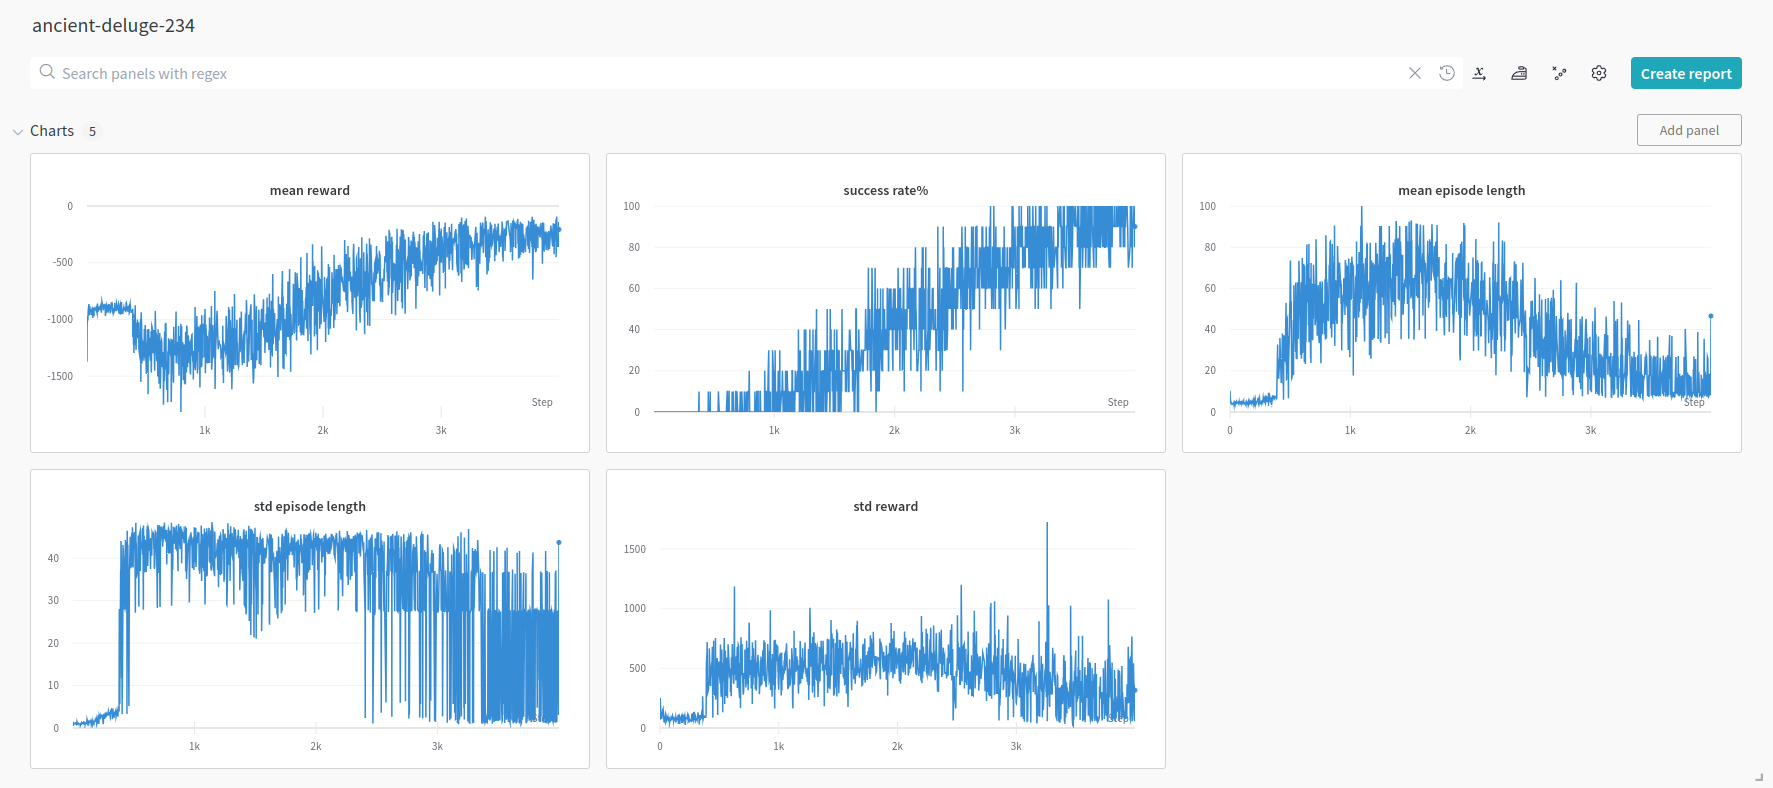 ancient-deluge-234
Search panels with regex
Create report
Charts 5
Add panel
mean reward
0
-500
-1000
-1500
Step
1k 2k 3k
success rate%
100
80
60
40
20
0
Step
1k 2k 3k
mean episode length
100
80
60
40
20
0
Step
0 1k 2k 3k
std episode length
40
30
20
10
0
Step
1k 2k 3k
std reward
1500
1000
500
0
Step
0 1k 2k 3k